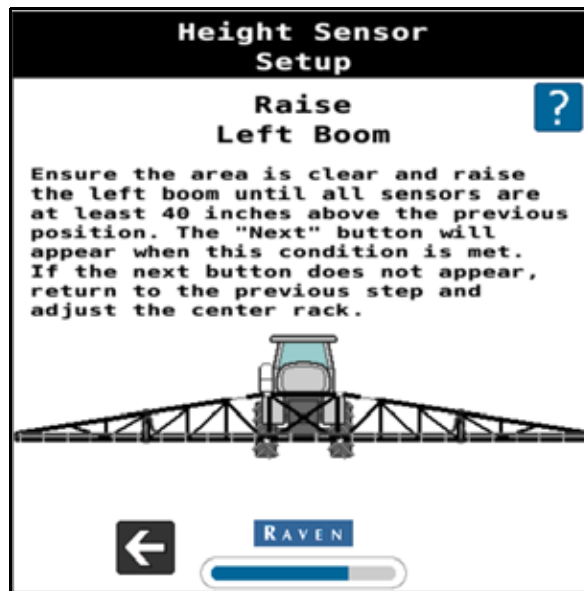 Height Sensor
Setup
Raise
Left Boom
?
Ensure the area is clear and raise
the left boom until all sensors are
at least 40 inches above the previous
position. The "Next" button will
appear when this condition is met.
If the next button does not appear,
return to the previous step and
adjust the center rack.
RAVEN